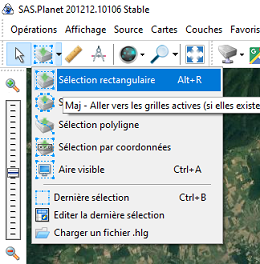 SAS.Planet 201212.10106 Stable
Opérations Affichage Source Cartes Couches Favoris
Sélection rectangulaire Alt+R
S
Maj - Aller vers les grilles actives (si elles existe
Sélection polyligne
Sélection par coordonnées
Aire visible Ctrl+A
Dernière sélection Ctrl+B
Editer la dernière sélection
Charger un fichier .hlg